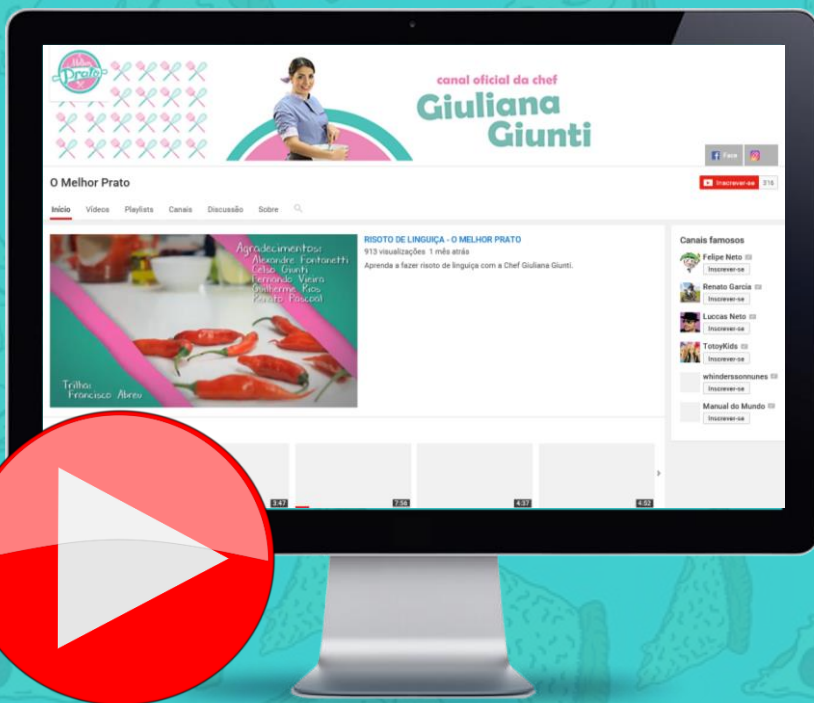 Melhor
Prato
canal oficial da chef
Giuliana
Giunti
Face
O Melhor Prato
Inscrever-se 316
Início Vídeos Playlists Canais Discussão Sobre
Agradecimentos:
Alexandre Fontanetti
Celso Giunti
Fernando Vieira
Guilherme Rios
Renato Pascoal
Trilha:
Francisco Abreu
RISOTO DE LINGUIÇA - O MELHOR PRATO
913 visualizações 1 mês atrás
Aprenda a fazer risoto de linguiça com a Chef Giuliana Giunti.
Canais famosos
Felipe Neto
Inscrever-se
Renato Garcia
Inscrever-se
Luccas Neto
Inscrever-se
TotoyKids
Inscrever-se
whinderssonnunes
Inscrever-se
Manual do Mundo
Inscrever-se
3:47 7:56 4:37 4:52